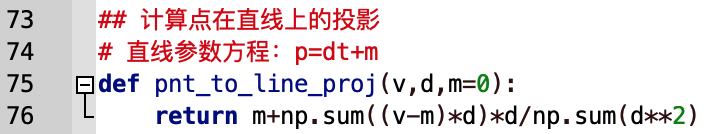 73 ## 计算点在直线上的投影
74 # 直线参数方程：p=dt+m
75 def pnt_to_line_proj(v,d,m=0):
76 return m+np.sum((v-m)*d)*d/np.sum(d**2)